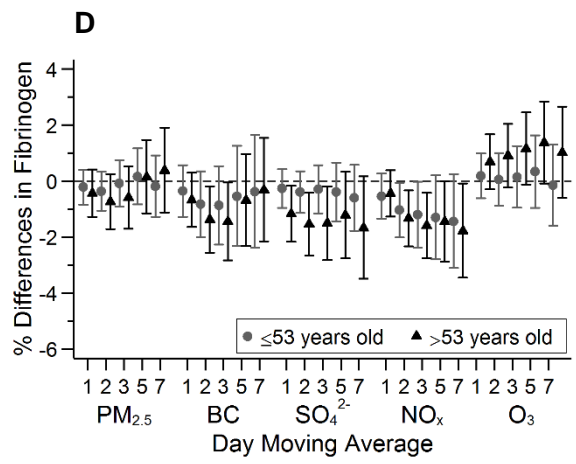 D
% Differences in Fibrinogen
4
2
0
-2
-4
-6
≤53 years old >53 years old
1 2 3 5 7 1 2 3 5 7 1 2 3 5 7 1 2 3 5 7 1 2 3 5 7
PM2.5 BC SO4 2- NOx O3
Day Moving Average